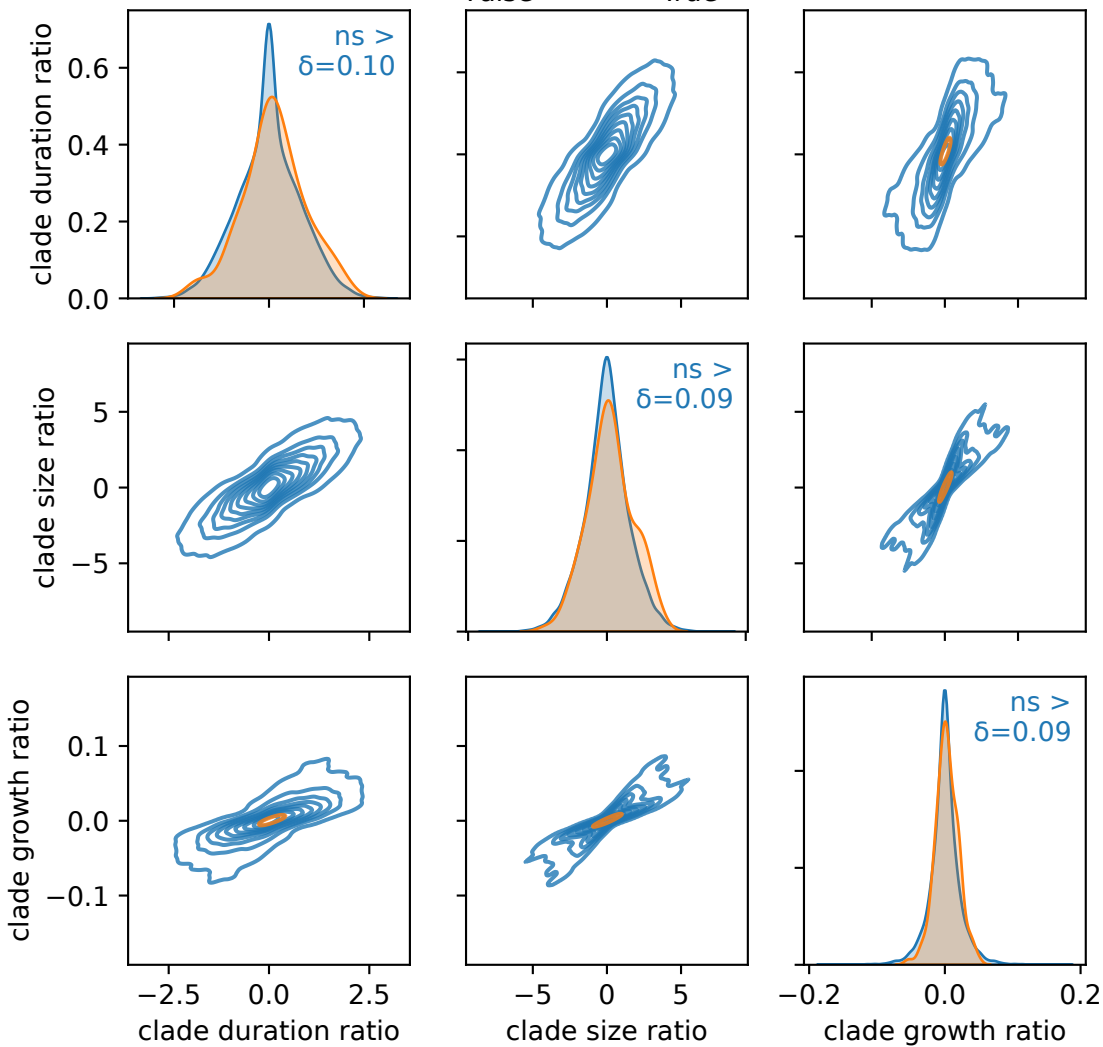 clade duration ratio
0.6
0.4
0.2
0.0
ns >
δ=0.10
−5
0
5
clade size ratio
5
0
−5
ns >
δ=0.09
clade growth ratio
0.1
0.0
−0.1
ns >
δ=0.09
−2.5
0.0
2.5
−5
0
5
−0.2
0.0
0.2
clade duration ratio
clade size ratio
clade growth ratio